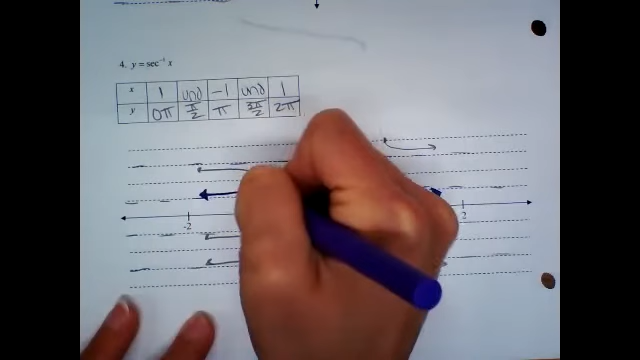 4. y = sec⁻¹ x
x 1 und -1 und 1
y 0π π/2 π 3π/2 2π
-2 2